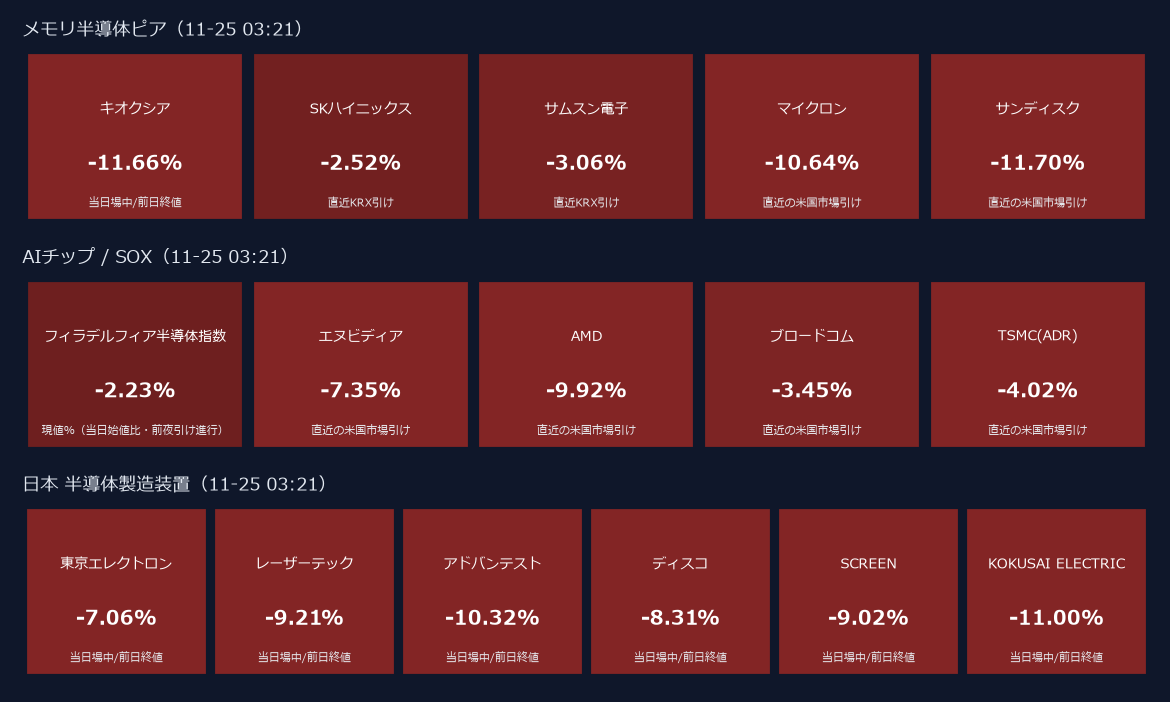 メモリ半導体ピア（11-25 03:21）
キオクシア
-11.66%
当日場中/前日終値
SKハイニックス
-2.52%
直近KRX引け
サムスン電子
-3.06%
直近KRX引け
マイクロン
-10.64%
直近の米国市場引け
サンディスク
-11.70%
直近の米国市場引け
AIチップ / SOX（11-25 03:21）
フィラデルフィア半導体指数
-2.23%
現値%（当日始値比・前夜引け進行）
エヌビディア
-7.35%
直近の米国市場引け
AMD
-9.92%
直近の米国市場引け
ブロードコム
-3.45%
直近の米国市場引け
TSMC(ADR)
-4.02%
直近の米国市場引け
日本 半導体製造装置（11-25 03:21）
東京エレクトロン
-7.06%
当日場中/前日終値
レーザーテック
-9.21%
当日場中/前日終値
アドバンテスト
-10.32%
当日場中/前日終値
ディスコ
-8.31%
当日場中/前日終値
SCREEN
-9.02%
当日場中/前日終値
KOKUSAI ELECTRIC
-11.00%
当日場中/前日終値